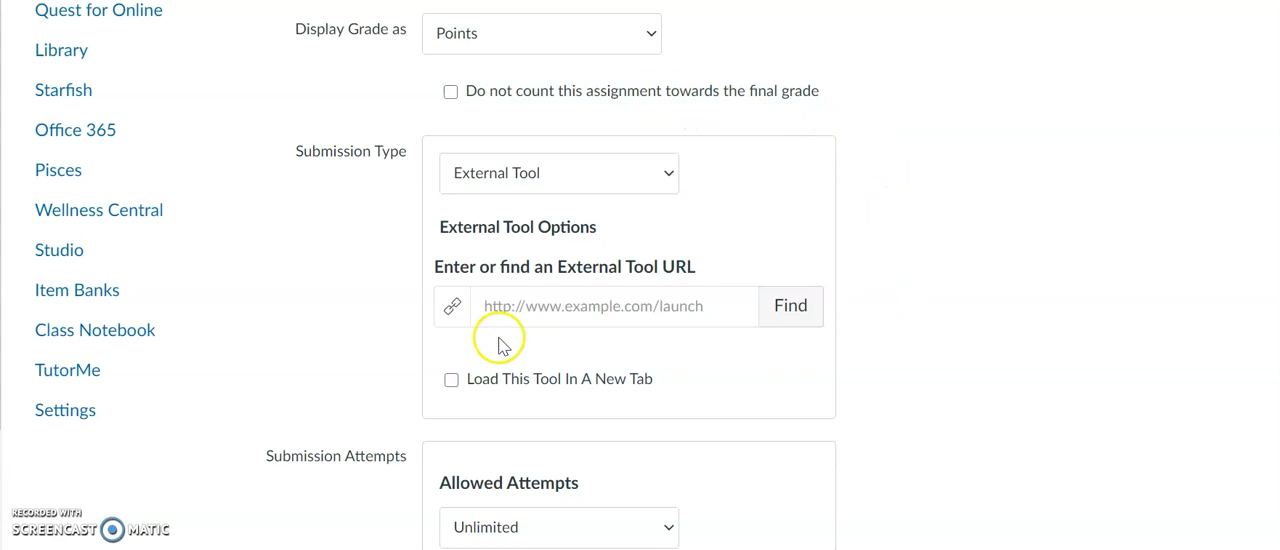 Quest for Online
Library
Starfish
Office 365
Pisces
Wellness Central
Studio
Item Banks
Class Notebook
TutorMe
Settings
Display Grade as
Points
Do not count this assignment towards the final grade
Submission Type
External Tool
External Tool Options
Enter or find an External Tool URL
http://www.example.com/launch
Find
Load This Tool In A New Tab
Submission Attempts
Allowed Attempts
Unlimited
RECORDED WITH
SCREENCAST MATIC